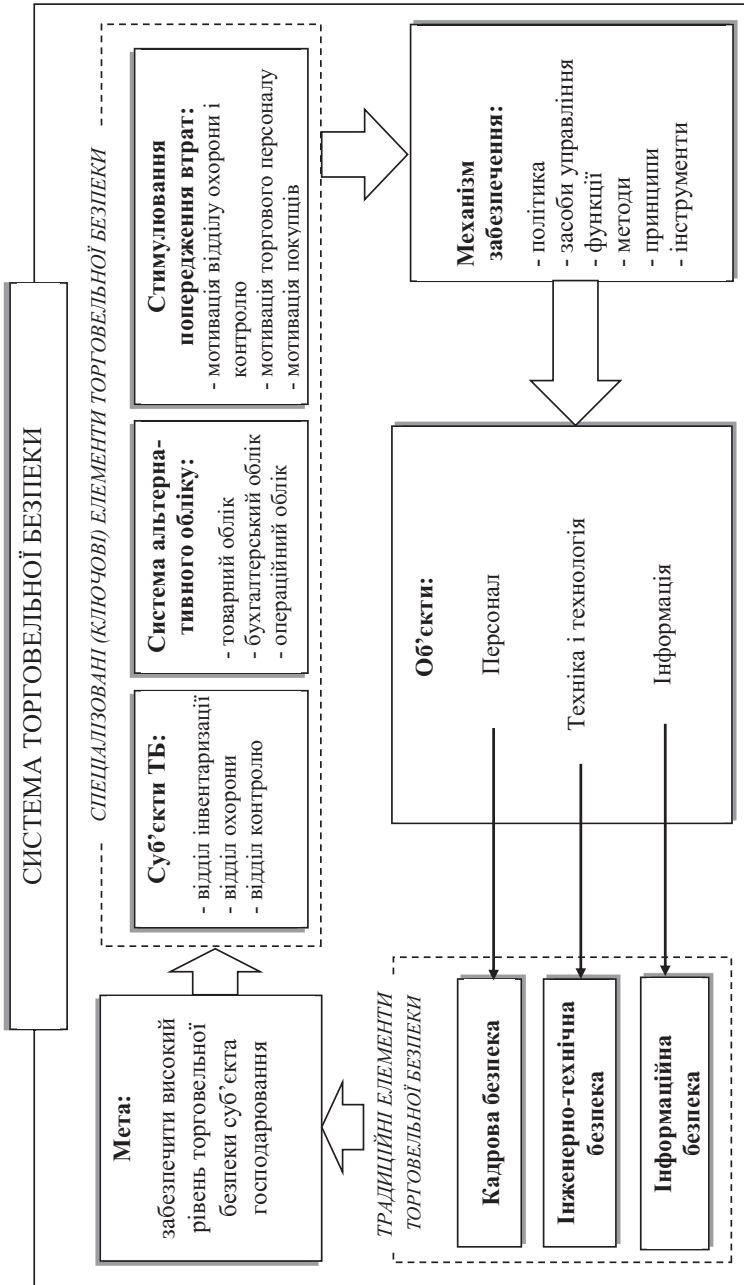 СИСТЕМА ТОРГОВЕЛЬНОЇ БЕЗПЕКИ
СПЕЦІАЛІЗОВАНІ (КЛЮЧОВІ) ЕЛЕМЕНТИ ТОРГОВЕЛЬНОЇ БЕЗПЕКИ
Мета:
забезпечити високий
рівень торговельної
безпеки суб’єкта
господарювання
Суб’єкти ТБ:
- відділ інвентаризації
- відділ охорони
- відділ контролю
Система альтерна-
тивного обліку:
- товарний облік
- бухгалтерський облік
- операційний облік
Стимулювання
попередження втрат:
- мотивація відділу охорони і
контролю
- мотивація торгового персоналу
- мотивація покупців
ТРАДИЦІЙНІ ЕЛЕМЕНТИ
ТОРГОВЕЛЬНОЇ БЕЗПЕКИ
Кадрова безпека
Інженерно-технічна
безпека
Інформаційна
безпека
Об’єкти:
Персонал
Техніка і технологія
Інформація
Механізм
забезпечення:
- політика
- засоби управління
- функції
- методи
- принципи
- інструменти